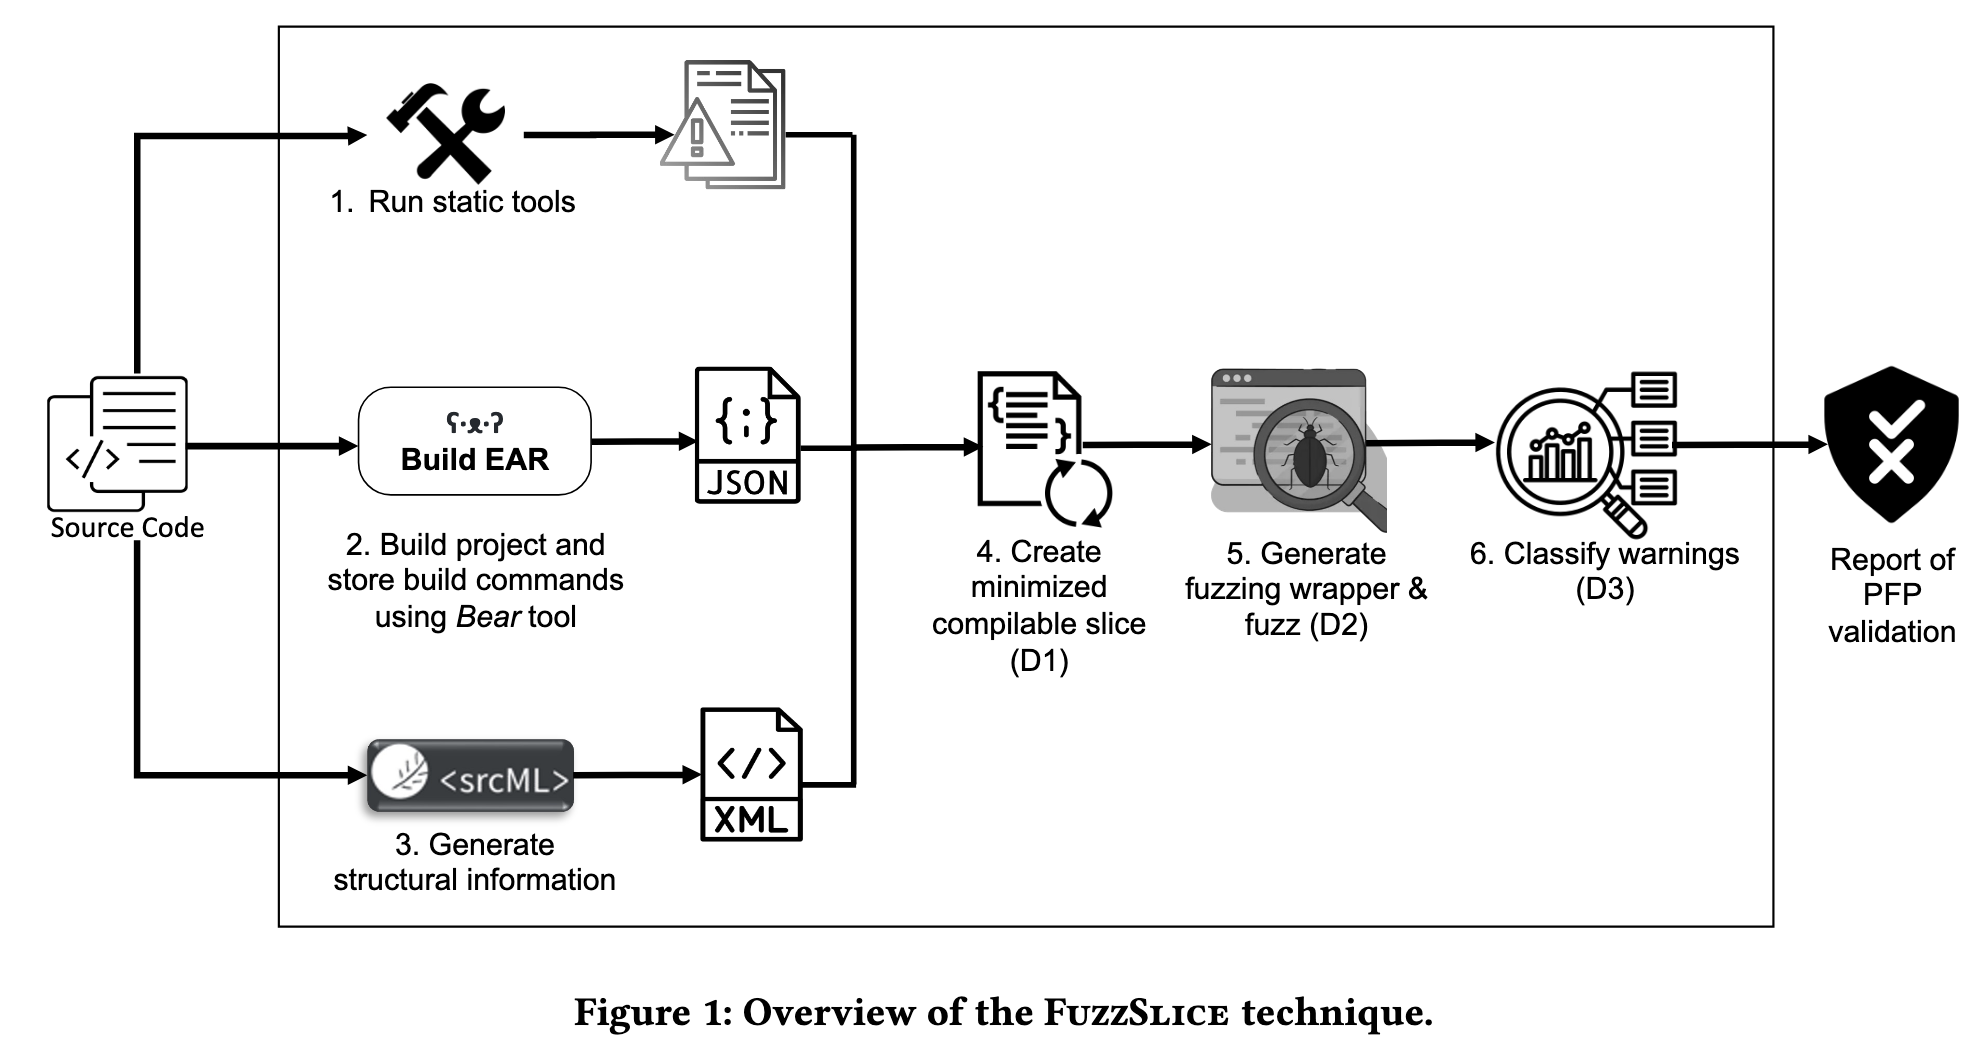 1. Run static tools
</>
Source Code
ʕ·ᴥ·ʔ
Build EAR
{;}
JSON
2. Build project and
store build commands
using Bear tool
<srcML>
</>
XML
3. Generate
structural information
{
}
4. Create
minimized
compilable slice
(D1)
5. Generate
fuzzing wrapper &
fuzz (D2)
6. Classify warnings
(D3)
Report of
PFP
validation
Figure 1: Overview of the FUZZSLICE technique.